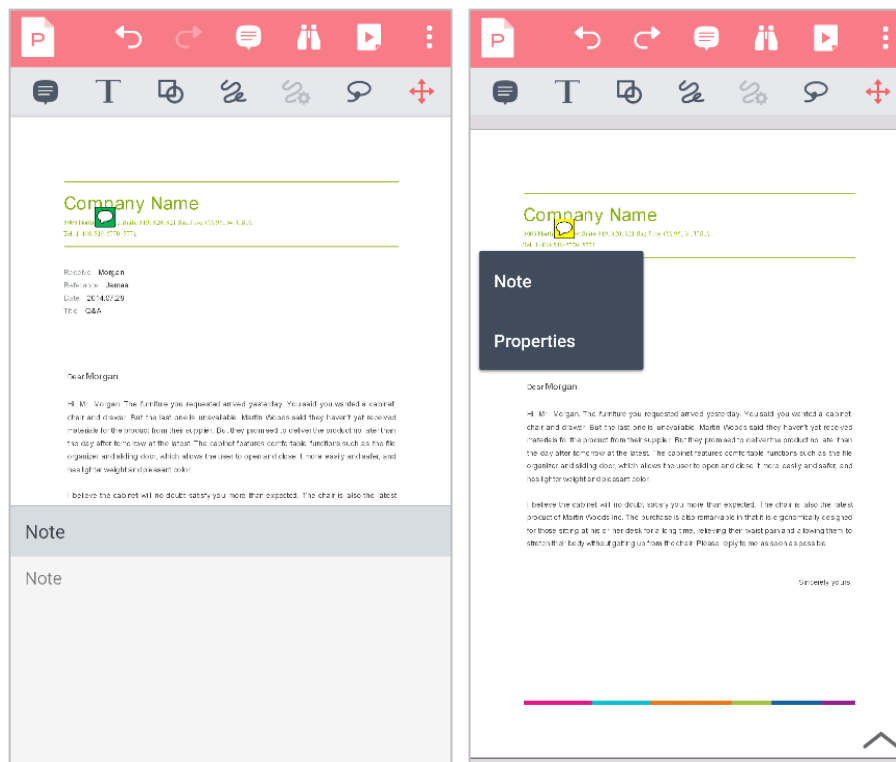 P
T
Company Name
Tel.
Receive Morgan
Reference James
Date 2014.07.29
Title Q&A
Dear Morgan
Hi Mr. Morgan. The furniture you requested arrived yesterday. You said you wanted a cabinet,
chair and drawer. But the last one is unavailable. Martin Woods said they haven't yet received
materials for the product from their supplier. But they promised to deliver the product no later than
the day after tomorrow at the latest. The cabinet features comfortable functions such as the file
organizer and sliding door, which allows the user to open and close it more easily and safer, and
has lighter weight and pleasant color.
I believe the cabinet will no doubt satisfy you more than expected. The chair is also the latest
Note
Note
P
T
Company Name
Tel.
Note
Properties
Dear Morgan
Hi Mr. Morgan. The furniture you requested arrived yesterday. You said you wanted a cabinet,
chair and drawer. But the last one is unavailable. Martin Woods said they haven't yet received
materials for the product from their supplier. But they promised to deliver the product no later than
the day after tomorrow at the latest. The cabinet features comfortable functions such as the file
organizer and sliding door, which allows the user to open and close it more easily and safer, and
has lighter weight and pleasant color.
I believe the cabinet will no doubt satisfy you more than expected. The chair is also the latest
product of Martin Woods Inc. The purchase is also remarkable in that it is ergonomically designed
for those sitting at his or her desk for a long time, relieving their waist pain and allowing them to
stretch their body without getting up from the chair. Please reply to me as soon as possible.
Sincerely yours,